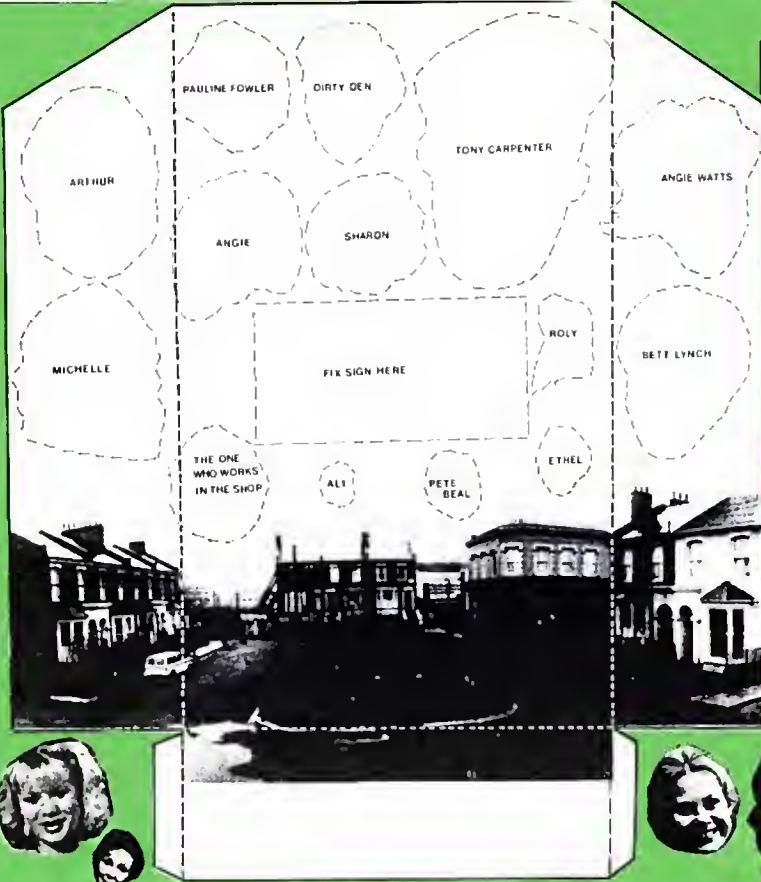 PAULINE FOWLER
DIRTY DEN
TONY CARPENTER
ARTHUR
ANGIE WATTS
ANGIE
SHARON
MICHELLE
FIX SIGN HERE
ROLY
BETT LYNCH
THE ONE
WHO WORKS
IN THE SHOP
ALI
PETE
BEAL
ETHEL